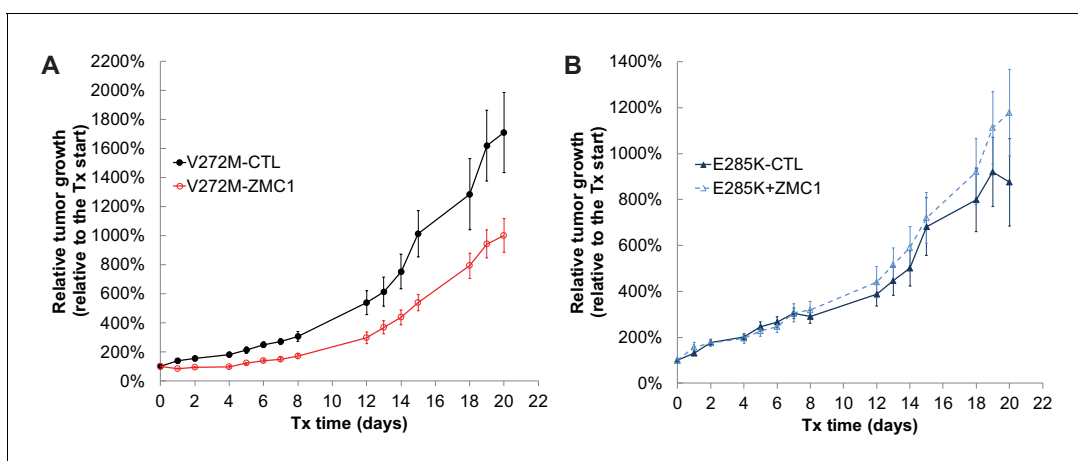 A
Relative tumor growth
(relative to the Tx start)
2200%
2000%
1800%
1600%
1400%
1200%
1000%
800%
600%
400%
200%
0%
V272M-CTL
V272M-ZMC1
0 2 4 6 8 10 12 14 16 18 20 22
Tx time (days)
B
Relative tumor growth
(relative to the Tx start)
1400%
1200%
1000%
800%
600%
400%
200%
0%
E285K-CTL
E285K+ZMC1
0 2 4 6 8 10 12 14 16 18 20 22
Tx time (days)